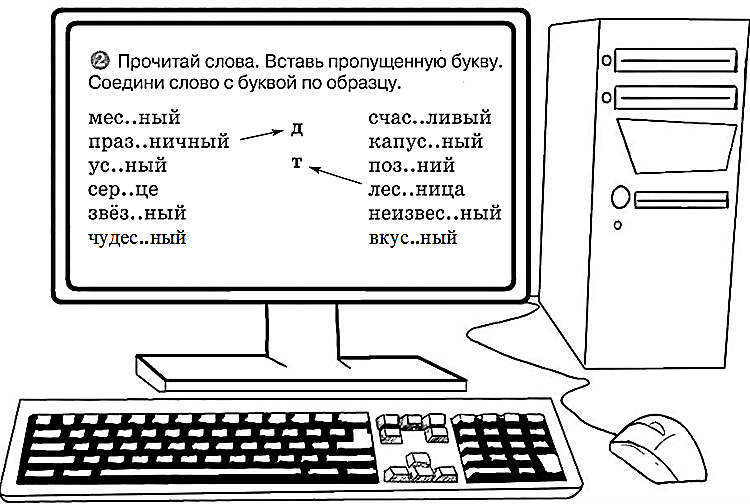 2 Прочитай слова. Вставь пропущенную букву.
Соедини слово с буквой по образцу.
мес..ный
праз..ничный
ус..ный
сер..це
звёз..ный
чудес..ный
д
т
счас..ливый
капус..ный
поз..ний
лес..ница
неизвес..ный
вкус..ный